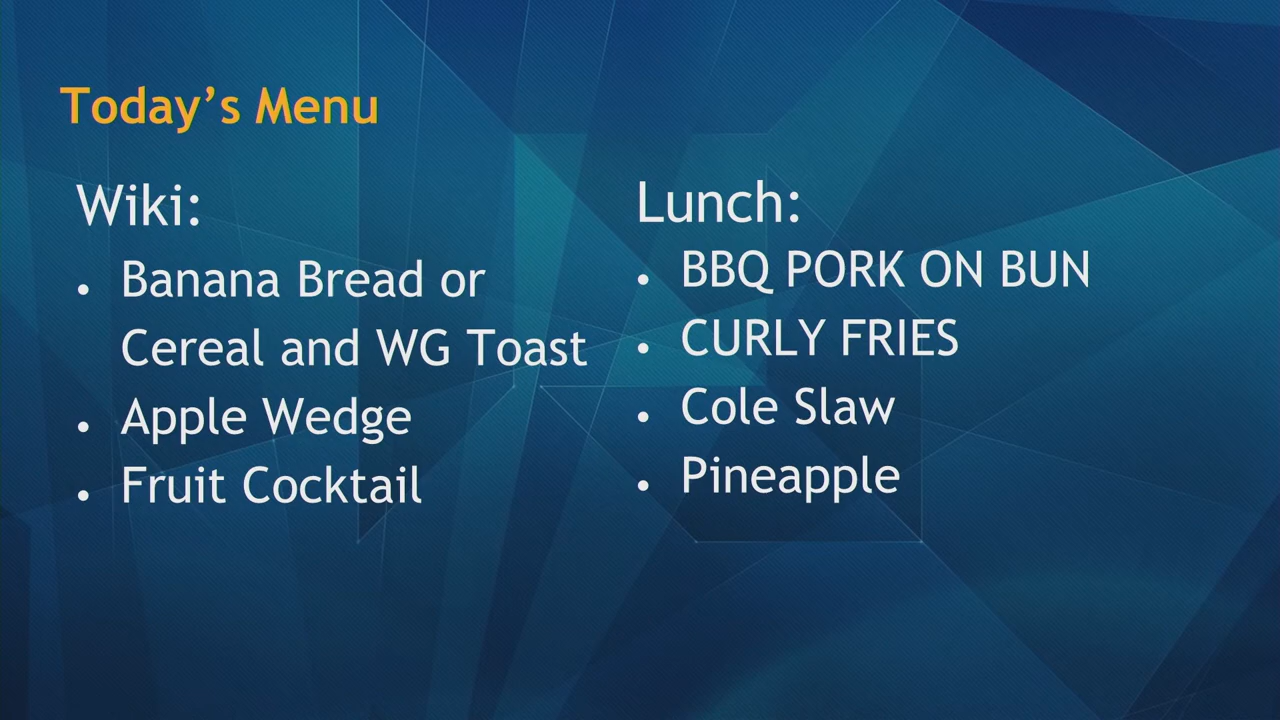 Today’s Menu
Wiki:
• Banana Bread or
Cereal and WG Toast
• Apple Wedge
• Fruit Cocktail
Lunch:
• BBQ PORK ON BUN
• CURLY FRIES
• Cole Slaw
• Pineapple